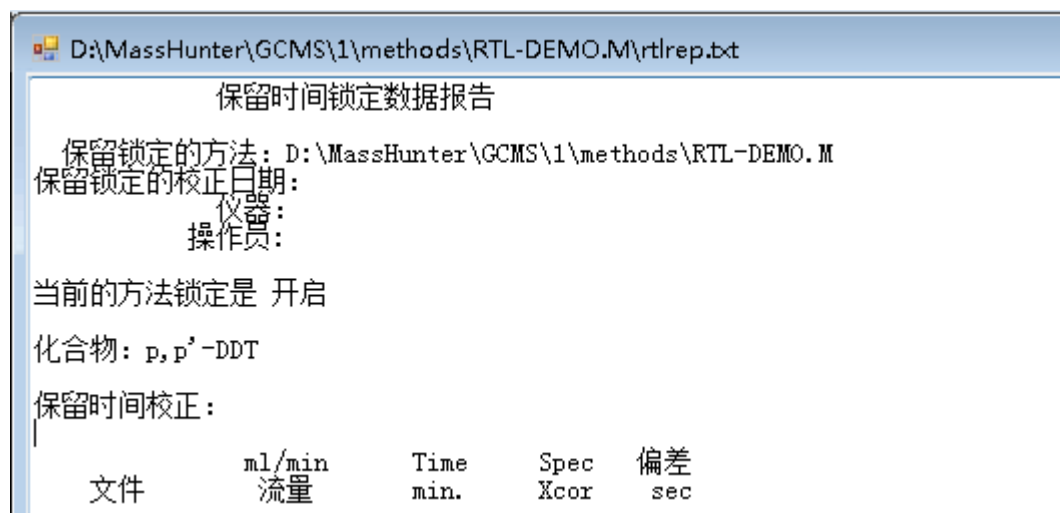 D:\MassHunter\GCMS\1\methods\RTL-DEMO.M\rtlrep.txt
保留时间锁定数据报告
保留锁定的方法: D:\MassHunter\GCMS\1\methods\RTL-DEMO.M
保留锁定的校正日期:
仪器:
操作员:
当前的方法锁定是 开启
化合物: p,p'-DDT
保留时间校正:
ml/min Time Spec 偏差
文件 流量 min. Xcor sec